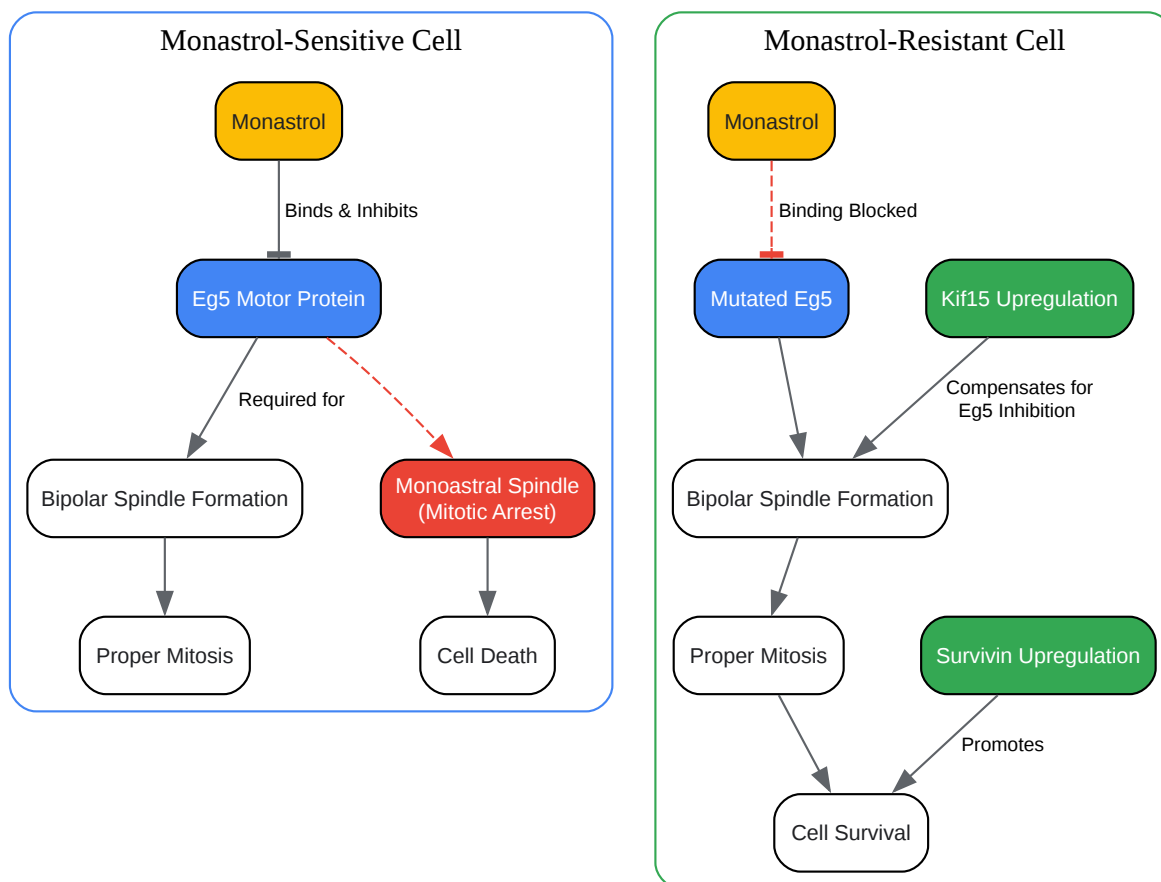 Monastrol-Sensitive Cell
Monastrol
Binds & Inhibits
Eg5 Motor Protein
Required for
Bipolar Spindle Formation
Monoastral Spindle
(Mitotic Arrest)
Proper Mitosis
Cell Death
Monastrol-Resistant Cell
Monastrol
Binding Blocked
Mutated Eg5
Kif15 Upregulation
Compensates for
Eg5 Inhibition
Bipolar Spindle Formation
Proper Mitosis
Survivin Upregulation
Promotes
Cell Survival